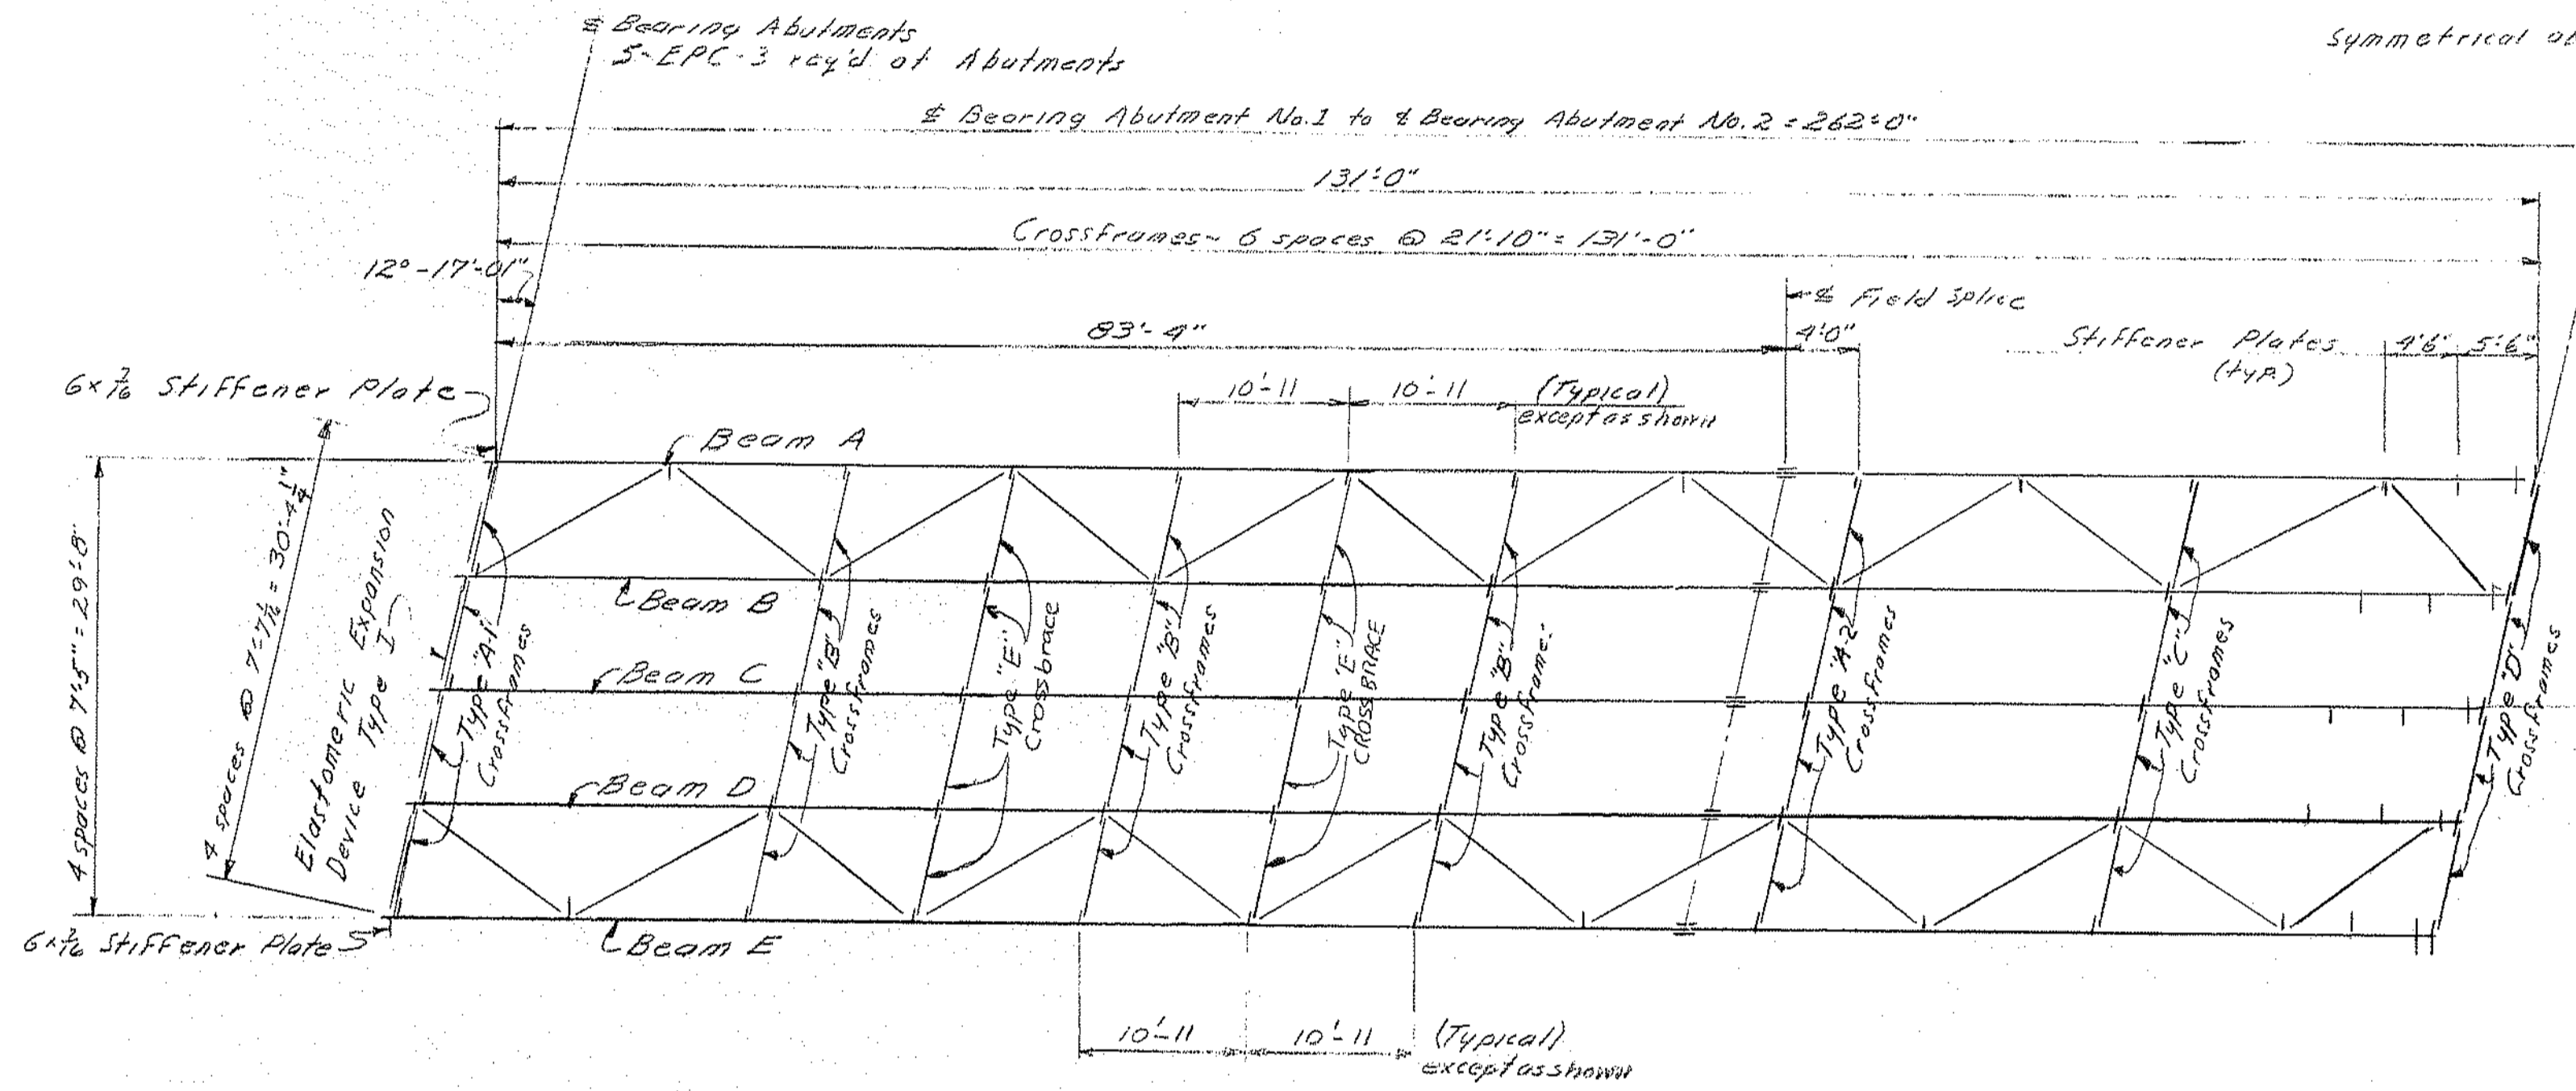 ℄ Bearing Abutments
5-EPC-3 req'd at Abutments
Symmetrical ab
℄ Bearing Abutment No.1 to ℄ Bearing Abutment No. 2 = 262'-0"
131'-0"
Crossframes~ 6 spaces @ 21'-10" = 131'-0"
12°-17'-01"
℄ Field Splice
83'-4"
4'0"
Stiffener Plates
(typ.)
4'6"
5'-6"
6x 7/16 Stiffener Plate
10'-11
10'-11
(Typical)
except as shown
Beam A
4 spaces @ 7'-5" = 29'-8"
4 spaces @ 7'-7 1/16 = 30'-4 1/4"
Elastomeric Expansion
Device Type I
Beam B
Beam C
Beam D
Beam E
Type "A-1"
Crossframes
Type "B"
Crossframes
Type "E"
Crossbrace
Type "B"
Crossframes
Type "E"
CROSSBRACE
Type "B"
Crossframes
Type "A-2"
Crossframes
Type "C"
Crossframes
Type "D"
Crossframes
6x 7/16 Stiffener Plate
10'-11
10'-11
(Typical)
except as shown